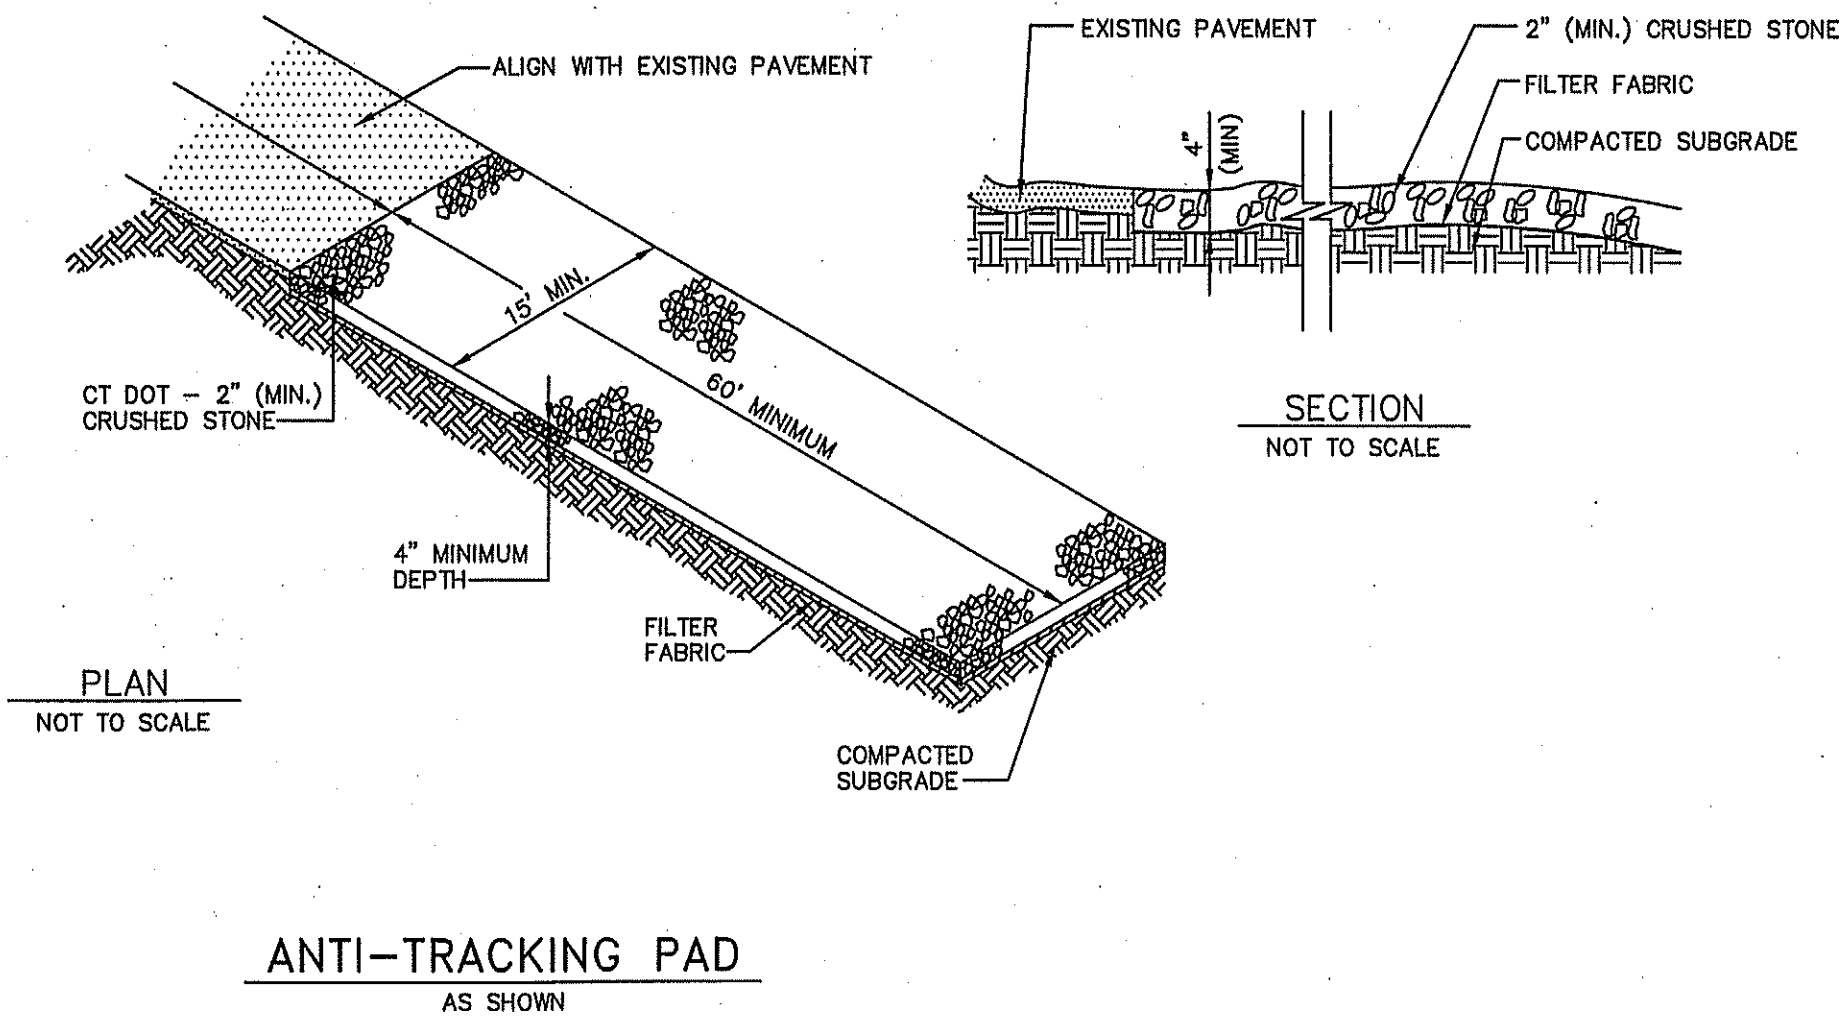 ALIGN WITH EXISTING PAVEMENT
15' MIN.
60' MINIMUM
CT DOT - 2" (MIN.)
CRUSHED STONE
4" MINIMUM
DEPTH
FILTER
FABRIC
COMPACTED
SUBGRADE
PLAN
NOT TO SCALE
EXISTING PAVEMENT
2" (MIN.) CRUSHED STONE
FILTER FABRIC
COMPACTED SUBGRADE
4"
(MIN)
SECTION
NOT TO SCALE
ANTI-TRACKING PAD
AS SHOWN